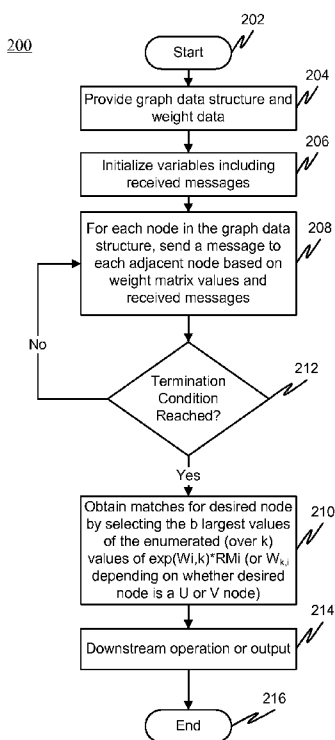 200
202
Start
204
Provide graph data structure and
weight data
206
Initialize variables including
received messages
208
For each node in the graph data
structure, send a message to
each adjacent node based on
weight matrix values and
received messages
No
212
Termination
Condition
Reached?
Yes
210
Obtain matches for desired node
by selecting the b largest values
of the enumerated (over k)
values of exp(Wi,k)*RMi (or Wk,i
depending on whether desired
node is a U or V node)
214
Downstream operation or output
216
End